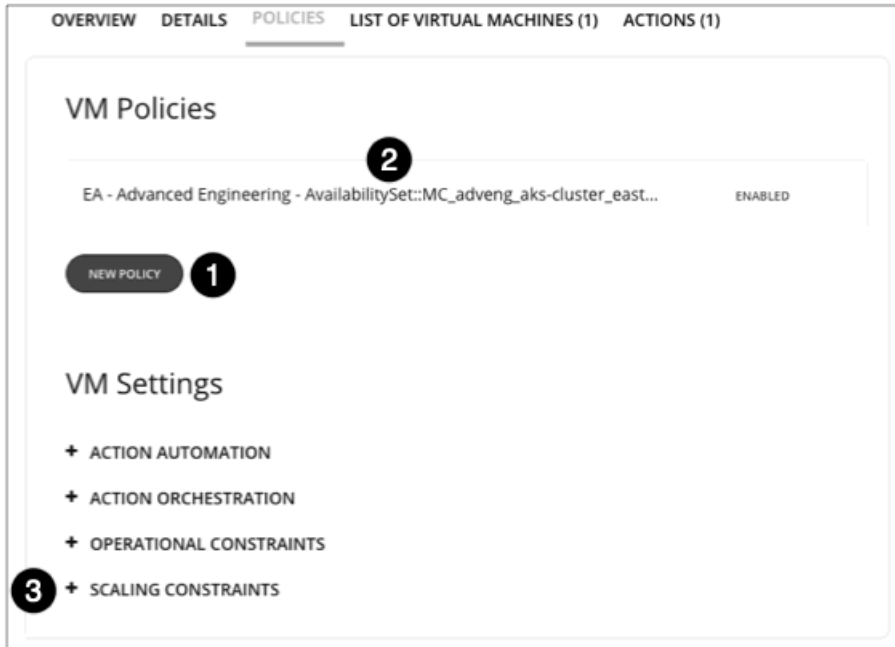 OVERVIEW DETAILS POLICIES LIST OF VIRTUAL MACHINES (1) ACTIONS (1)
VM Policies
2
EA - Advanced Engineering - AvailabilitySet::MC_adveng_aks-cluster_east... ENABLED
NEW POLICY 1
VM Settings
+ ACTION AUTOMATION
+ ACTION ORCHESTRATION
+ OPERATIONAL CONSTRAINTS
3 + SCALING CONSTRAINTS